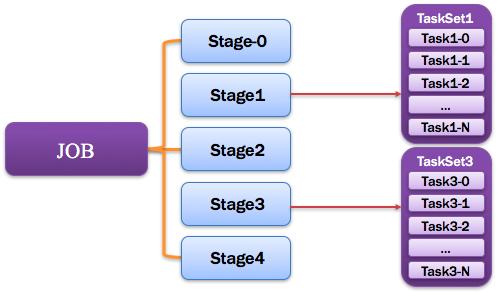 JOB
Stage-0
Stage1
Stage2
Stage3
Stage4
TaskSet1
Task1-0
Task1-1
Task1-2
...
Task1-N
TaskSet3
Task3-0
Task3-1
Task3-2
...
Task3-N